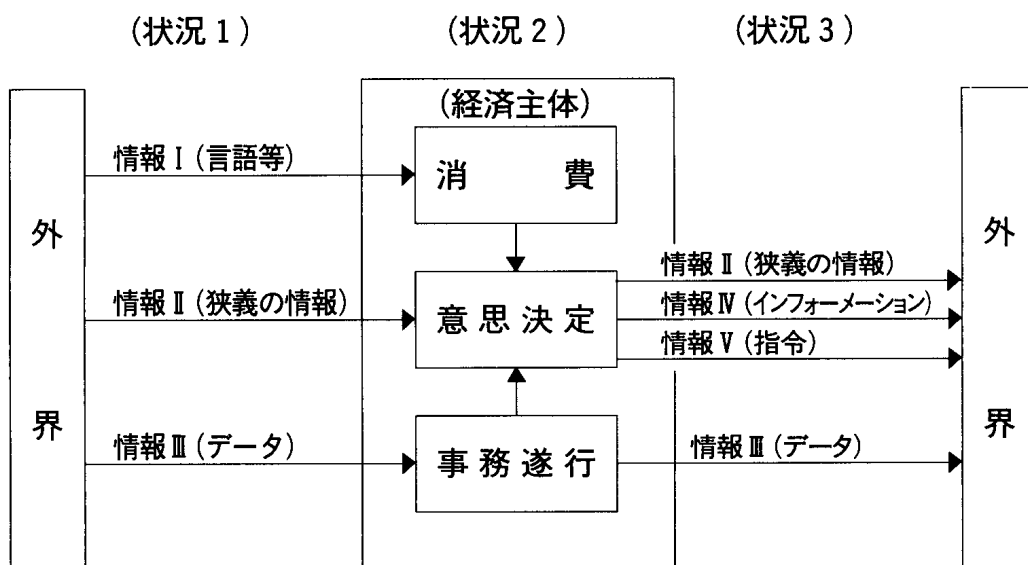 (状況1)
(状況2)
(状況3)
(経済主体)
情報Ⅰ(言語等)
消費
外界
情報Ⅱ(狭義の情報)
意思決定
情報Ⅱ(狭義の情報)
情報Ⅳ(インフォーメーション)
情報Ⅴ(指令)
外界
情報Ⅲ(データ)
事務遂行
情報Ⅲ(データ)